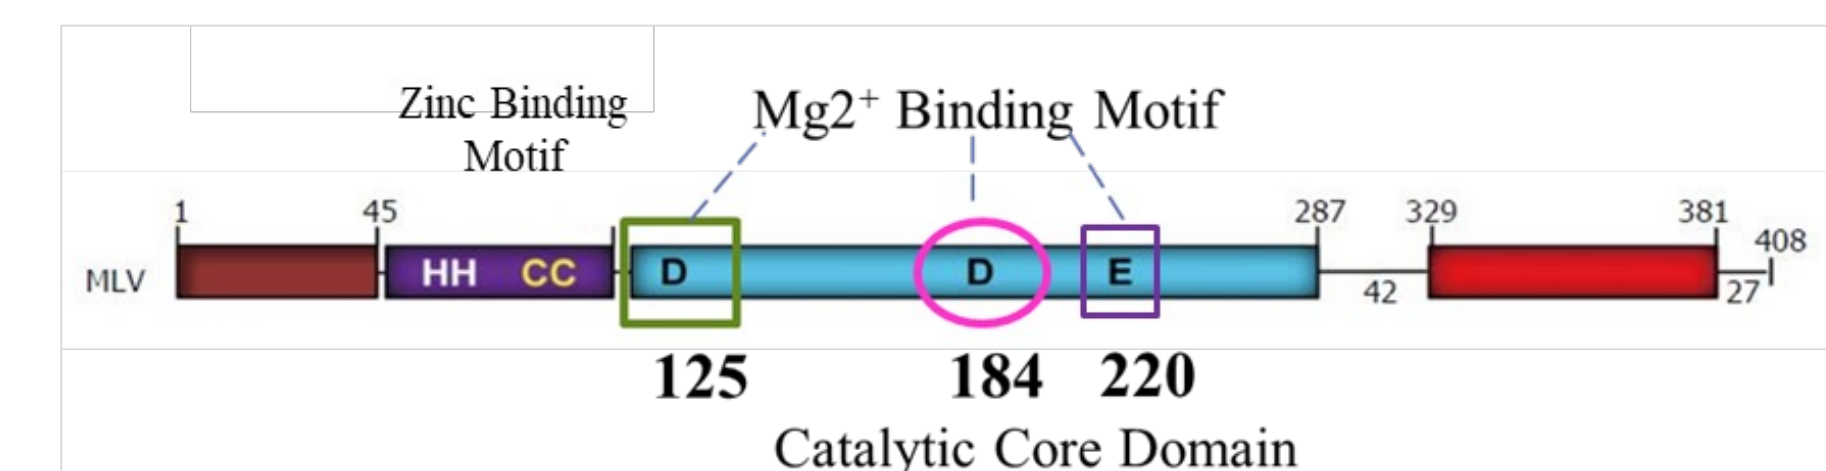 Zinc Binding
Motif
Mg2+ Binding Motif
1 45 287 329 381 408
MLV HH CC D D E 42 27
125 184 220
Catalytic Core Domain